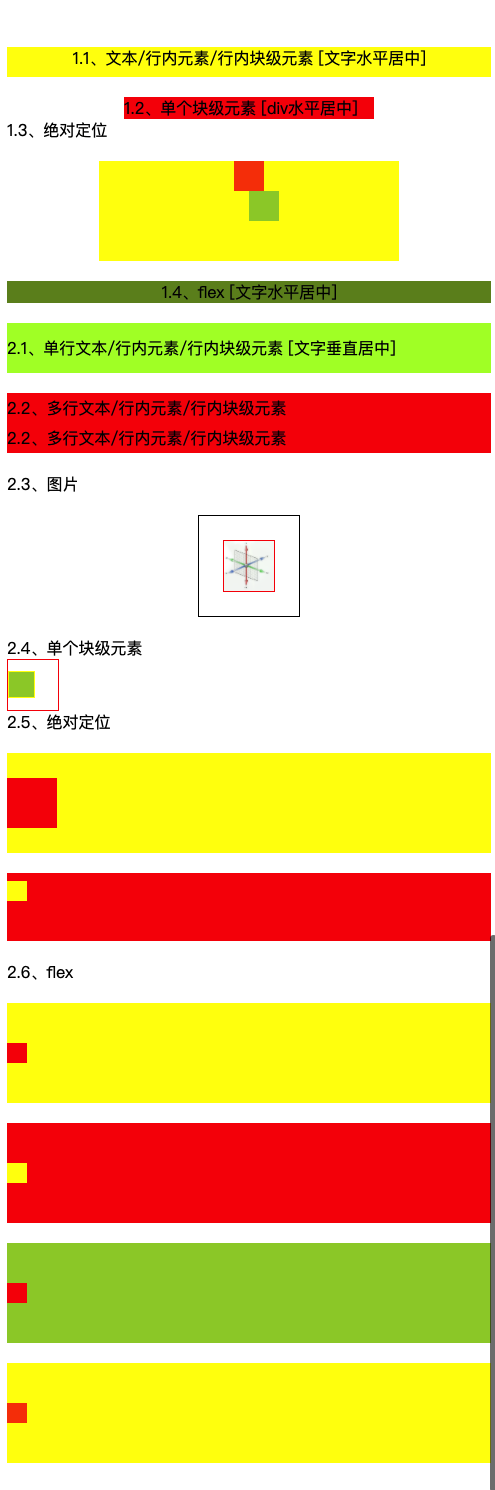 1.1、文本/行内元素/行内块级元素 [文字水平居中]
1.2、单个块级元素 [div水平居中]
1.3、绝对定位
1.4、flex [文字水平居中]
2.1、单行文本/行内元素/行内块级元素 [文字垂直居中]
2.2、多行文本/行内元素/行内块级元素
2.2、多行文本/行内元素/行内块级元素
2.3、图片
2.4、单个块级元素
2.5、绝对定位
2.6、flex